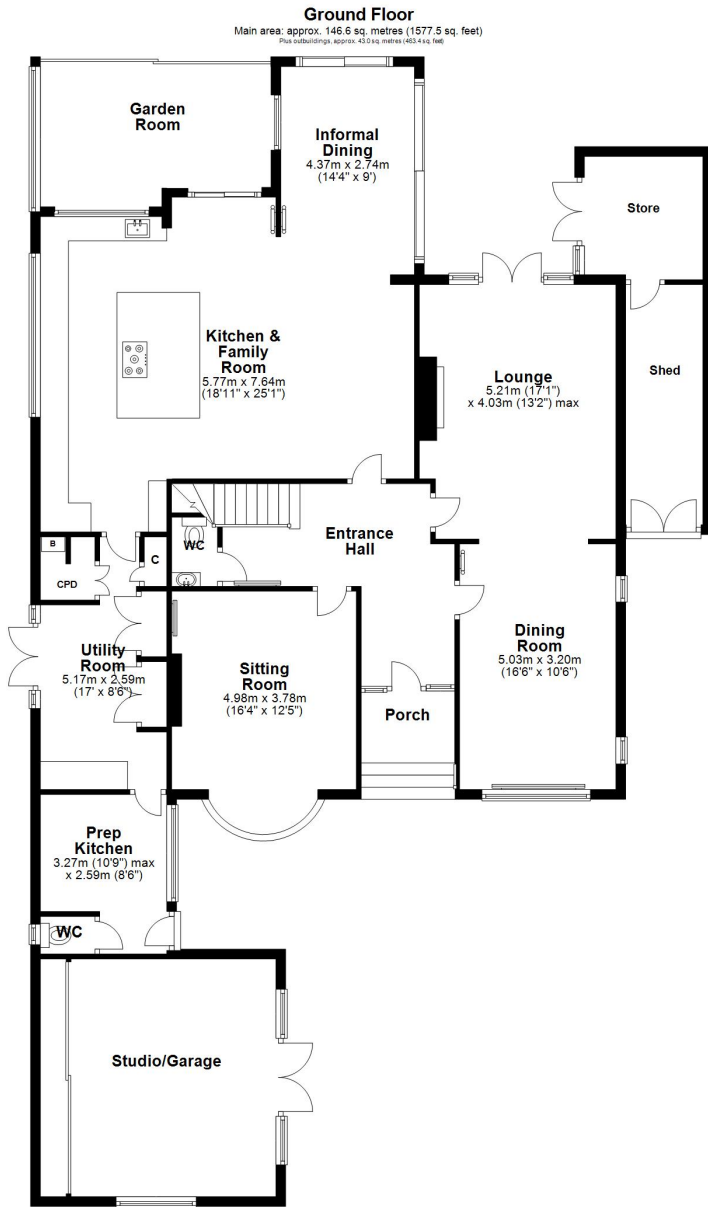 Ground Floor
Main area: approx. 146.6 sq. metres (1577.5 sq. feet)
Plus outbuildings, approx. 43.0 sq. metres (463.4 sq. feet)
Garden
Room
Informal
Dining
4.37m x 2.74m
(14'4" x 9')
Store
Kitchen &
Family
Room
5.77m x 7.64m
(18'11" x 25'1")
Lounge
5.21m (17'1")
x 4.03m (13'2") max
Shed
Entrance
Hall
WC
B
CPD
C
Utility
Room
5.17m x 2.59m
(17' x 8'6")
Sitting
Room
4.98m x 3.78m
(16'4" x 12'5")
Dining
Room
5.03m x 3.20m
(16'6" x 10'6")
Porch
Prep
Kitchen
3.27m (10'9") max
x 2.59m (8'6")
WC
Studio/Garage